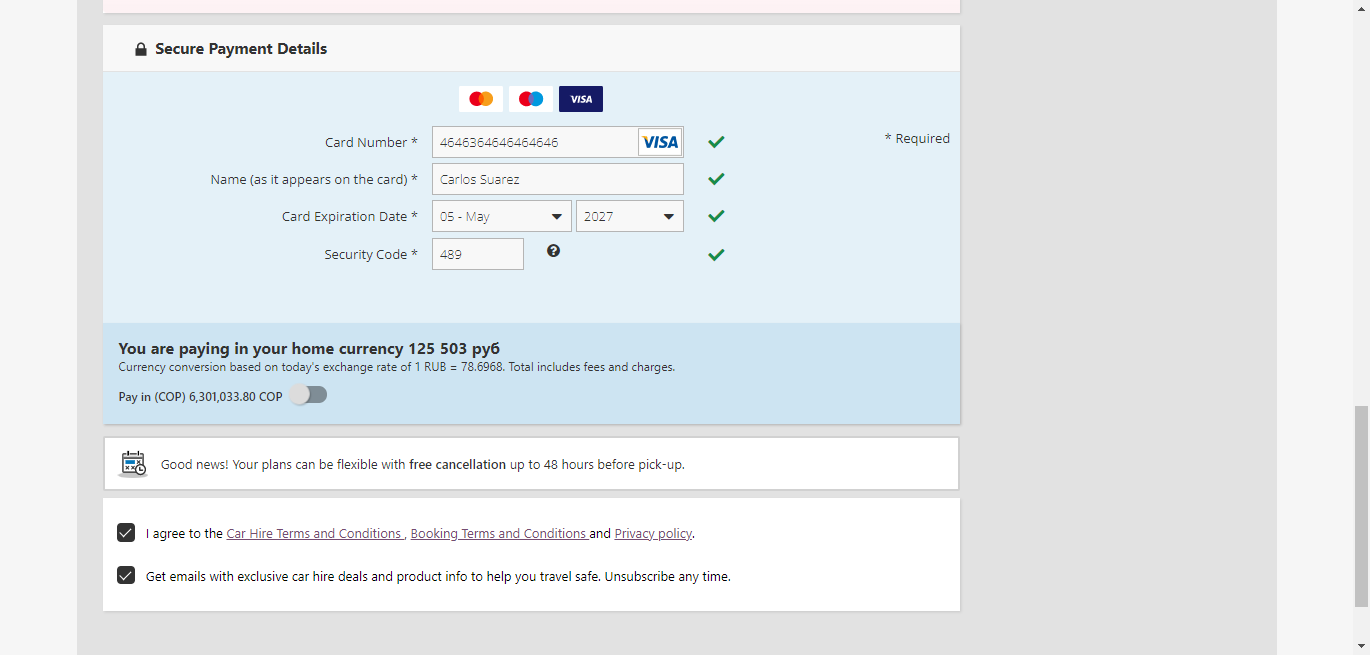 Secure Payment Details
VISA
Card Number *
4646364646464646
VISA
* Required
Name (as it appears on the card) *
Carlos Suarez
Card Expiration Date *
05 - May
2027
Security Code *
489
?
You are paying in your home currency 125 503 руб
Currency conversion based on today's exchange rate of 1 RUB = 78.6968. Total includes fees and charges.
Pay in (COP) 6,301,033.80 COP
Good news! Your plans can be flexible with free cancellation up to 48 hours before pick-up.
I agree to the Car Hire Terms and Conditions , Booking Terms and Conditions and Privacy policy.
Get emails with exclusive car hire deals and product info to help you travel safe. Unsubscribe any time.